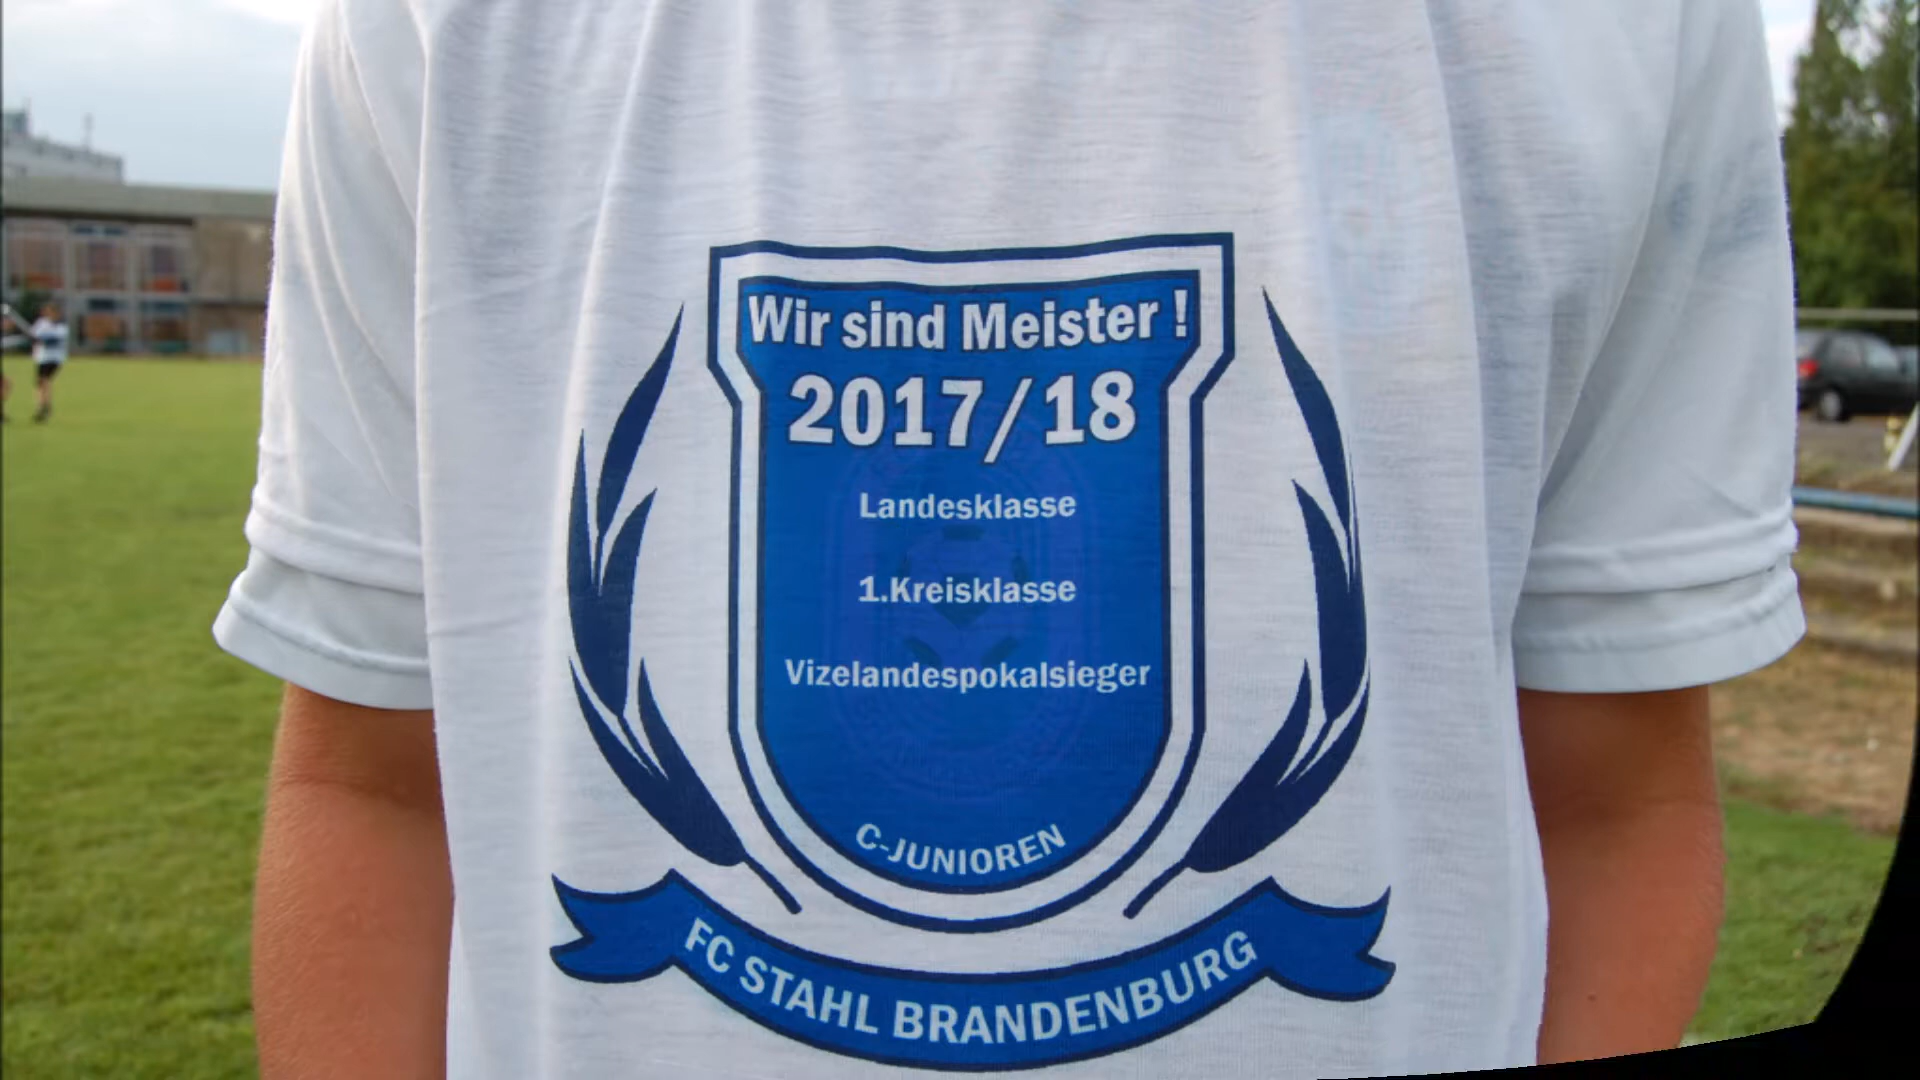 Wir sind Meister !
2017/18
Landesklasse
1.Kreisklasse
Vizelandespokalsieger
C-JUNIOREN
FC STAHL BRANDENBURG